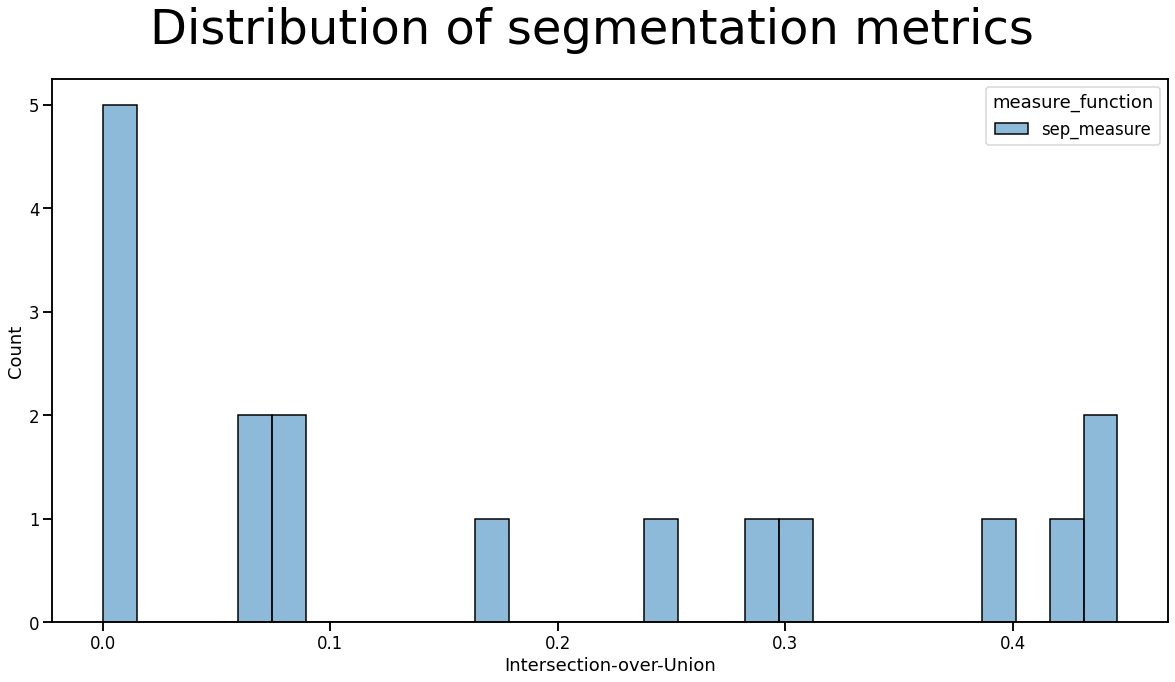 Distribution of segmentation metrics
measure_function
sep_measure
5
4
3
2
1
0
Count
0.0 0.1 0.2 0.3 0.4
Intersection-over-Union